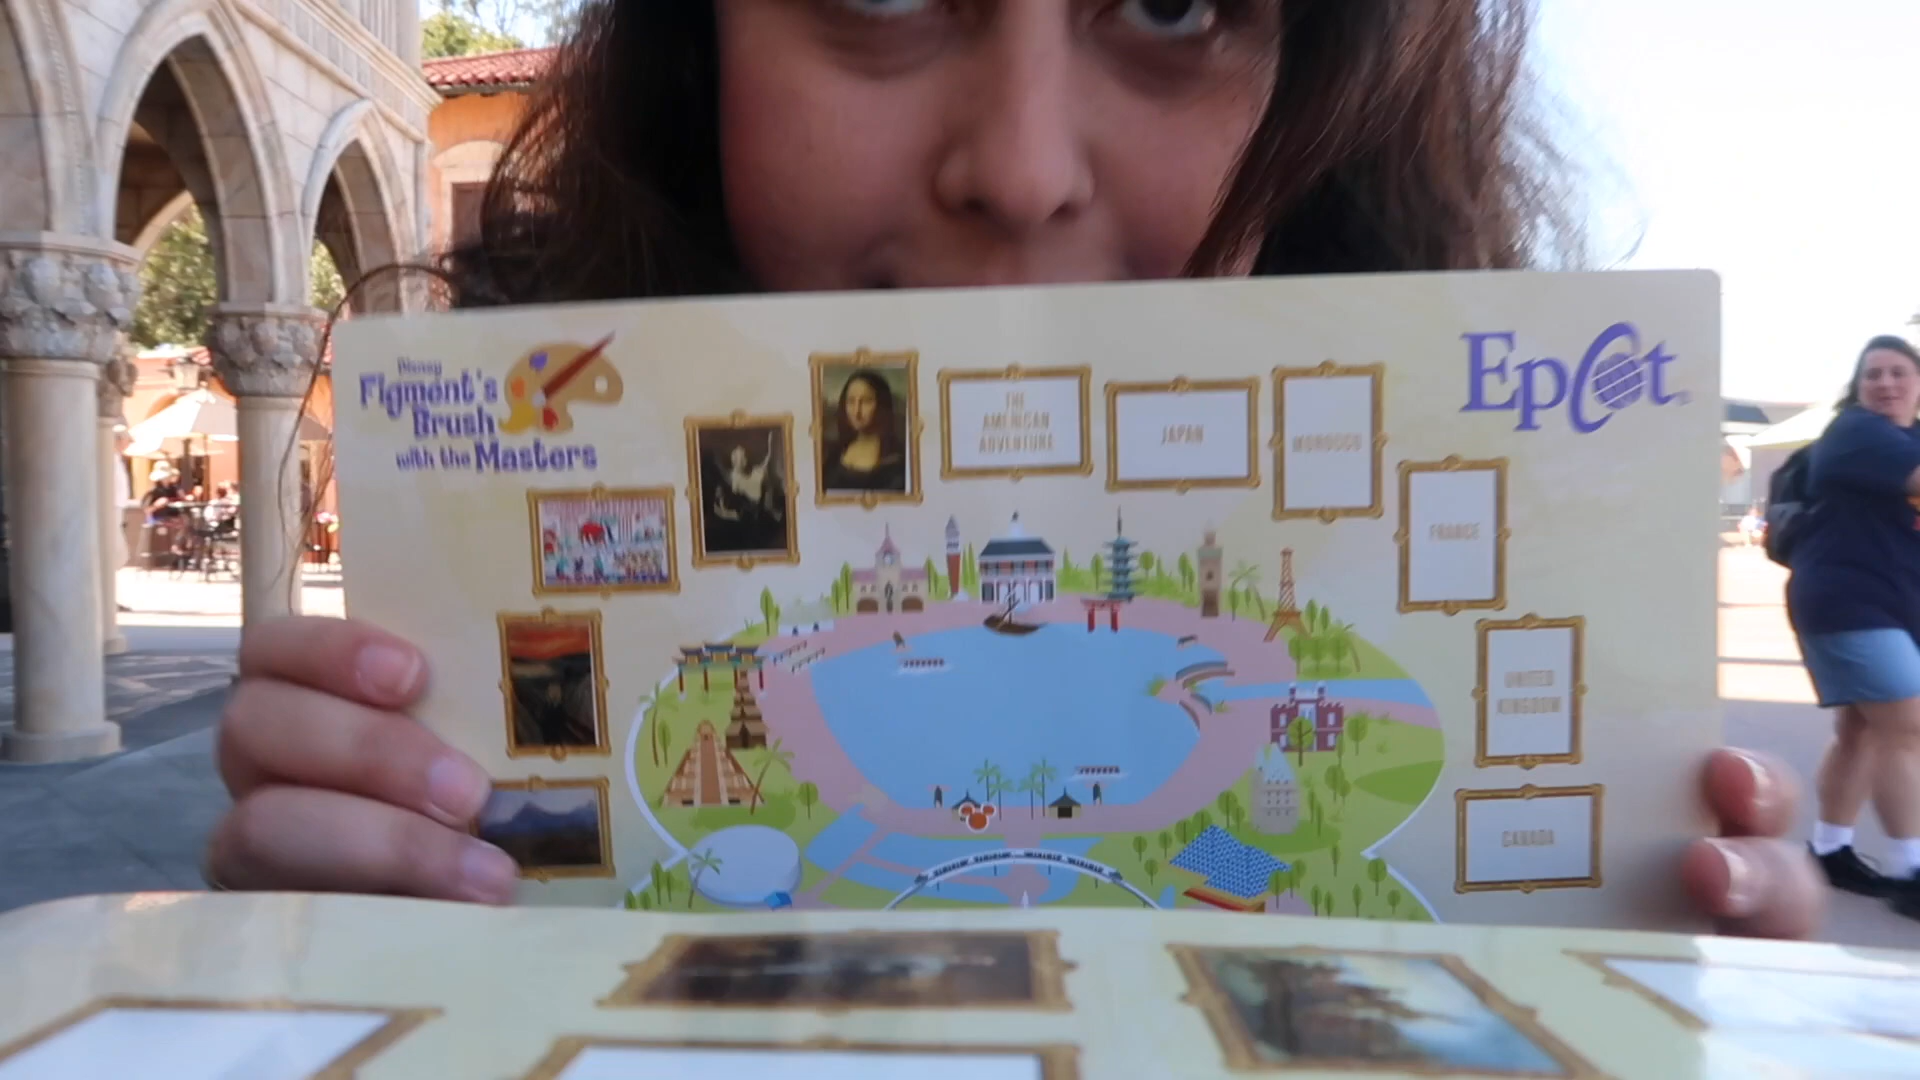 Disney
Figment's
Brush
with the Masters
Epcot
THE
AMERICAN
ADVENTURE
JAPAN
MOROCCO
FRANCE
UNITED
KINGDOM
CANADA